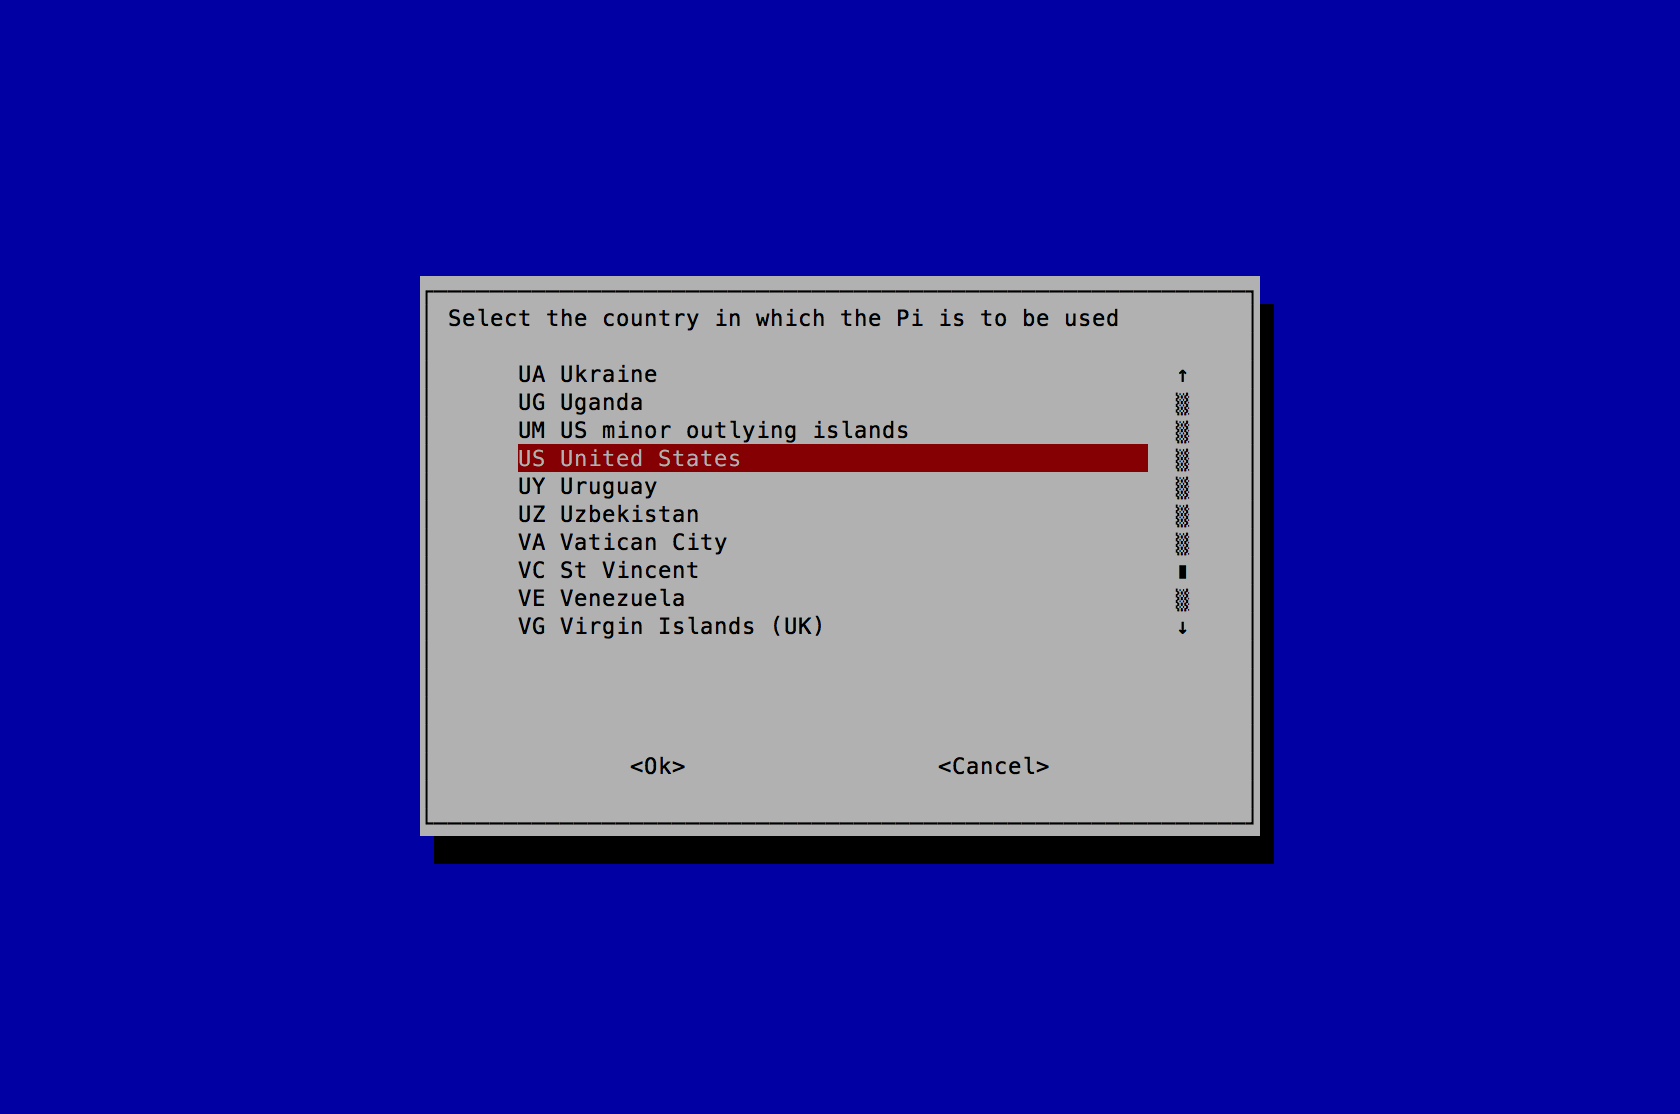 Select the country in which the Pi is to be used
UA Ukraine
UG Uganda
UM US minor outlying islands
US United States
UY Uruguay
UZ Uzbekistan
VA Vatican City
VC St Vincent
VE Venezuela
VG Virgin Islands (UK)
<Ok> <Cancel>